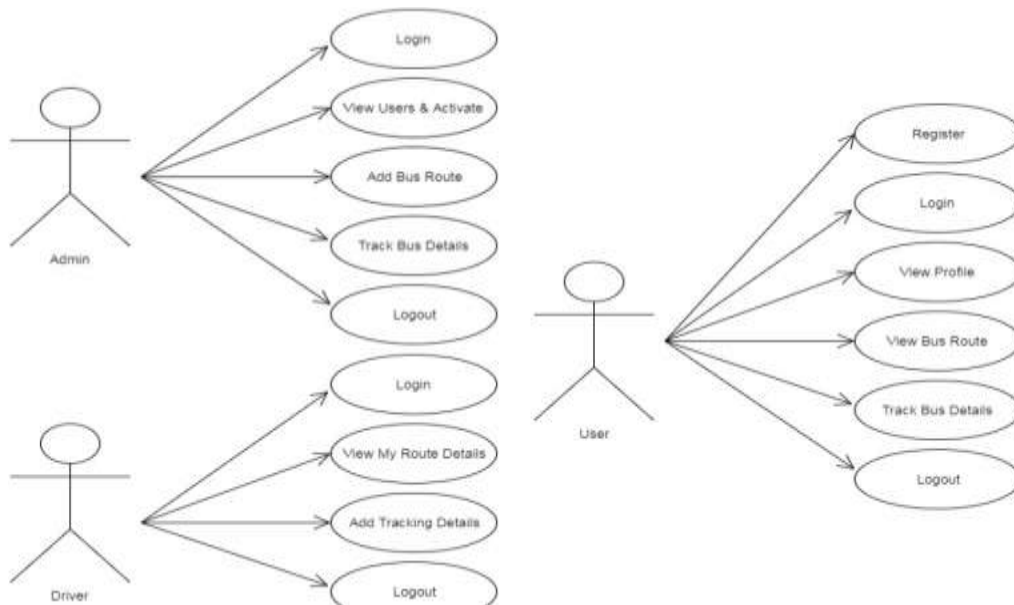 Login
View Users & Activate
Add Bus Route
Track Bus Details
Logout
Admin
Login
View My Route Details
Add Tracking Details
Logout
Driver
Register
Login
View Profile
View Bus Route
Track Bus Details
Logout
User